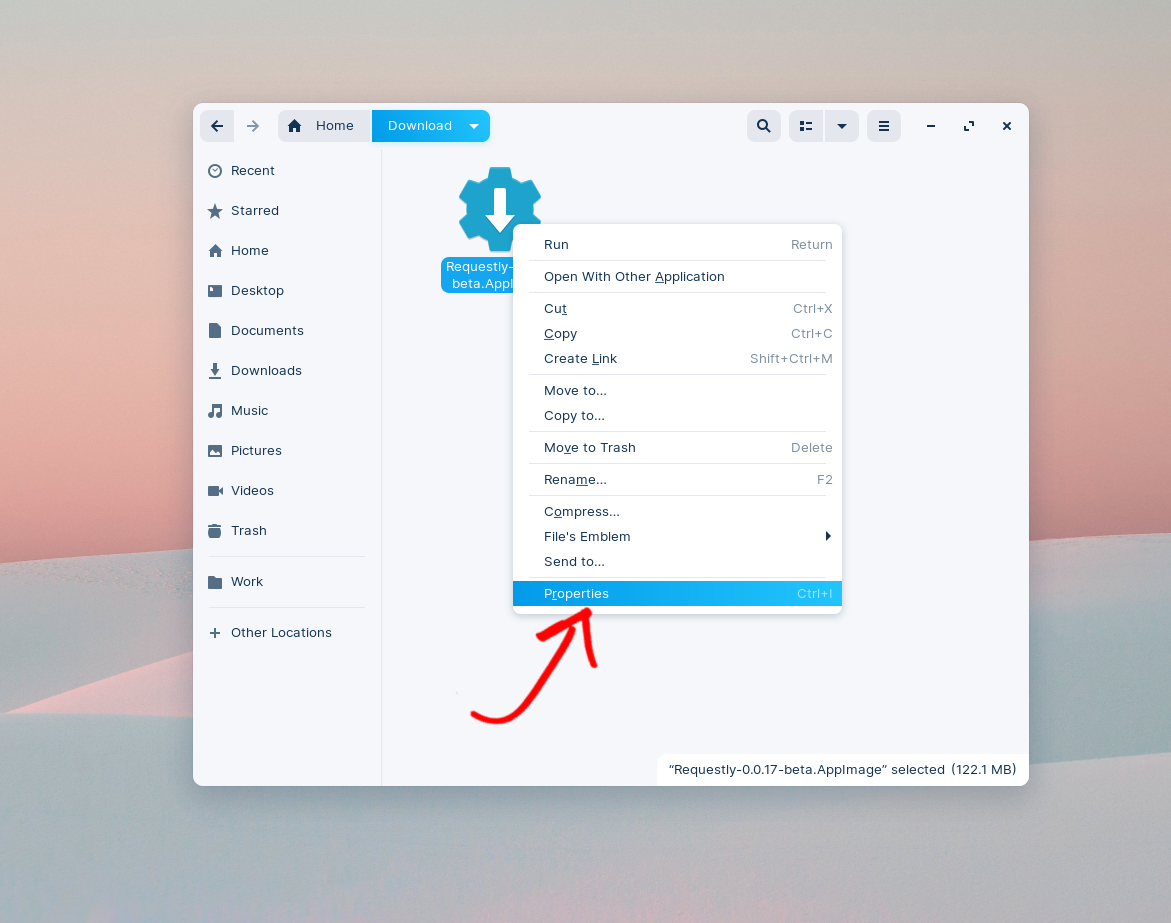 Home
Download
Recent
Starred
Home
Desktop
Documents
Downloads
Music
Pictures
Videos
Trash
Work
Other Locations
Requestly-
beta.AppI
Run Return
Open With Other Application
Cut Ctrl+X
Copy Ctrl+C
Create Link Shift+Ctrl+M
Move to...
Copy to...
Move to Trash Delete
Rename... F2
Compress...
File's Emblem
Send to...
Properties Ctrl+I
“Requestly-0.0.17-beta.AppImage” selected (122.1 MB)